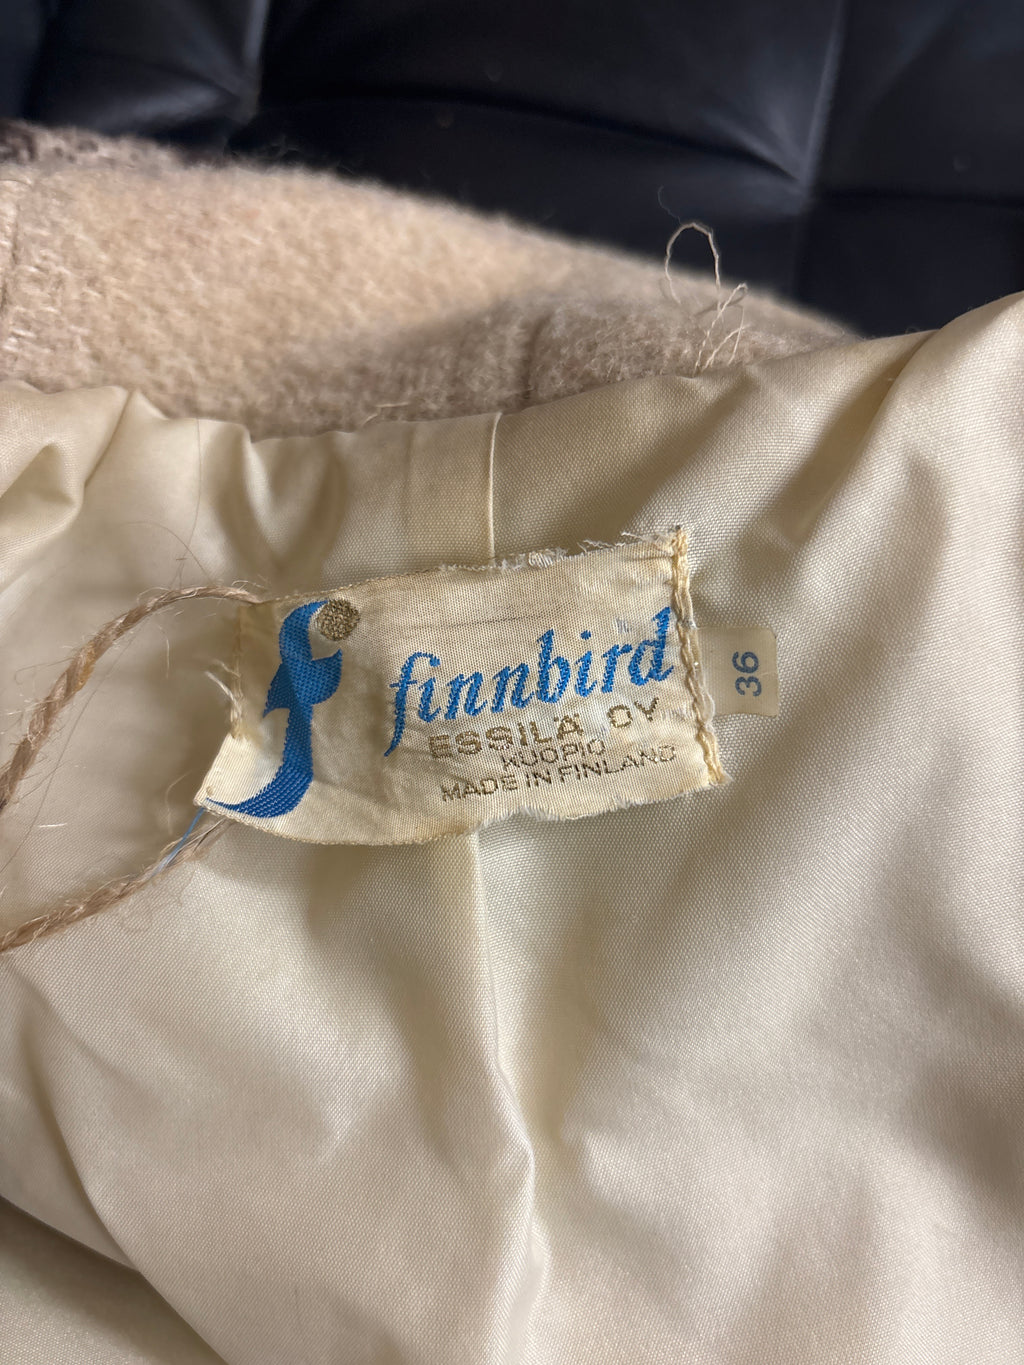 finnbird
ESSILÄ OY
KUOPIO
MADE IN FINLAND
36